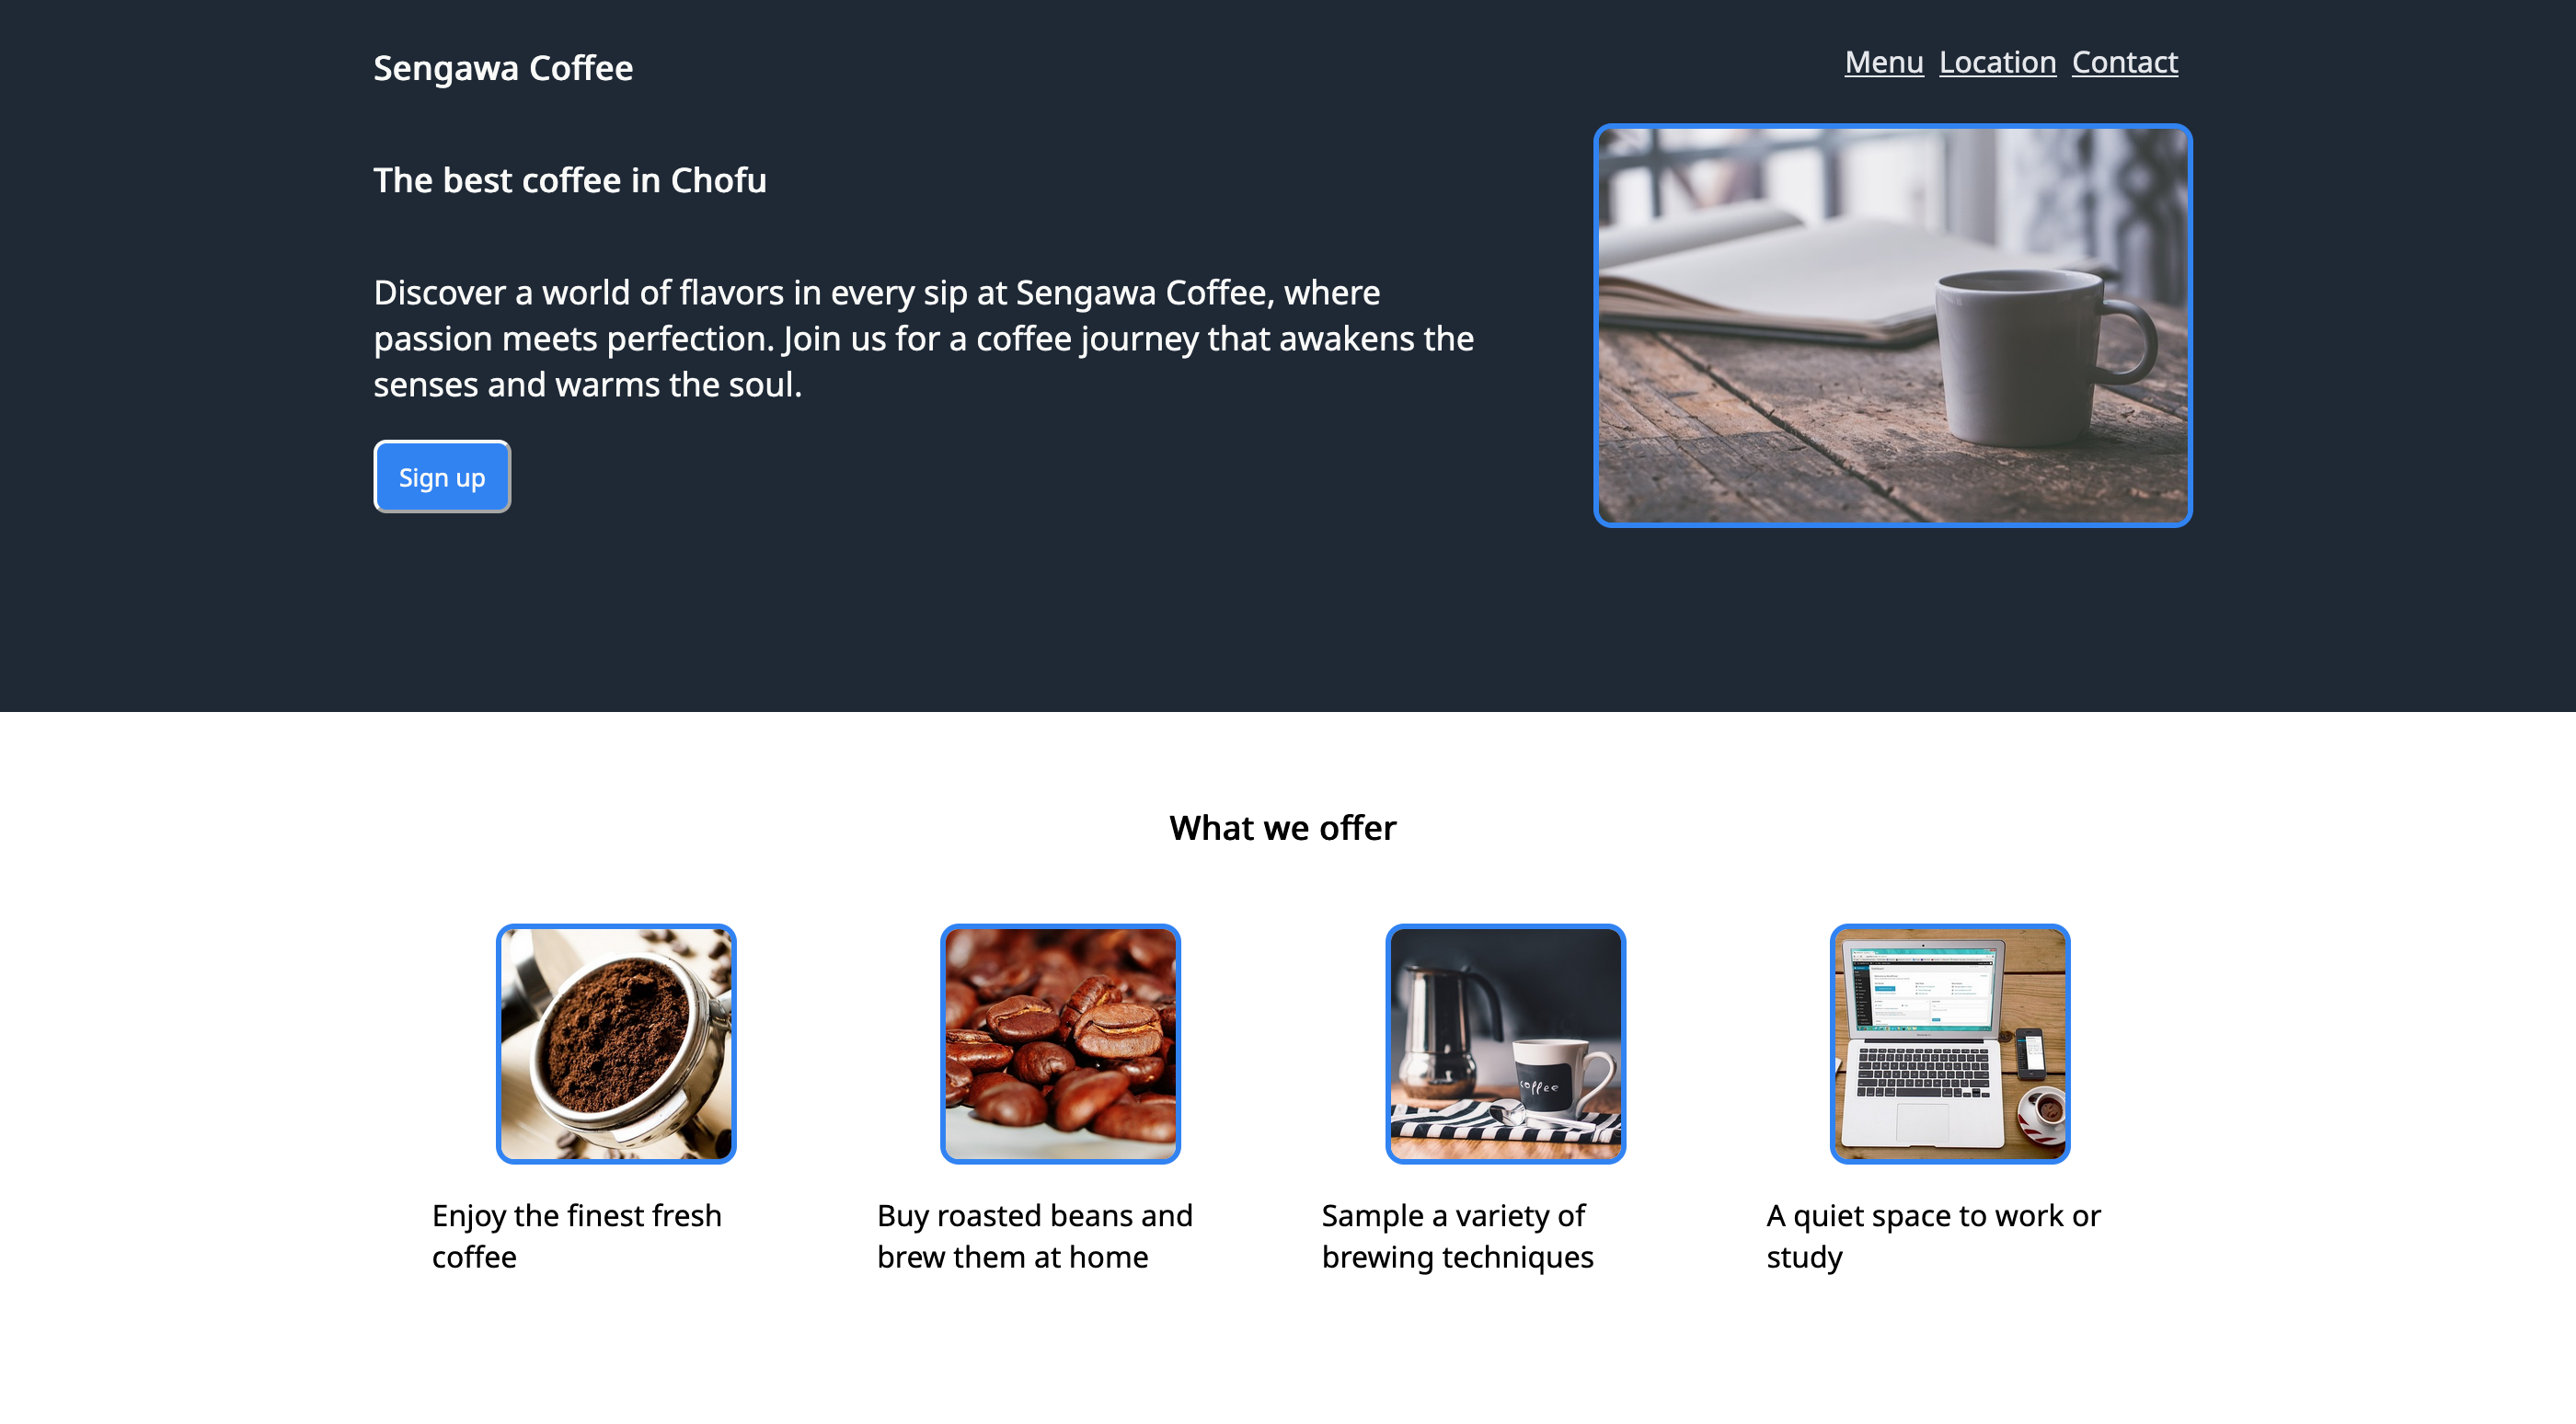 Sengawa Coffee
Menu Location Contact
The best coffee in Chofu
Discover a world of flavors in every sip at Sengawa Coffee, where
passion meets perfection. Join us for a coffee journey that awakens the
senses and warms the soul.
Sign up
What we offer
coffee
Enjoy the finest fresh
coffee
Buy roasted beans and
brew them at home
Sample a variety of
brewing techniques
A quiet space to work or
study